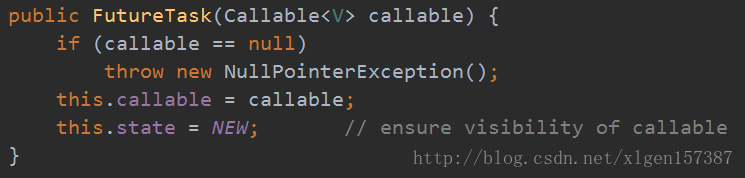 public FutureTask(Callable<V> callable) {
if (callable == null)
throw new NullPointerException();
this.callable = callable;
this.state = NEW; // ensure visibility of callable
}
http://blog.csdn.net/xlgen157387